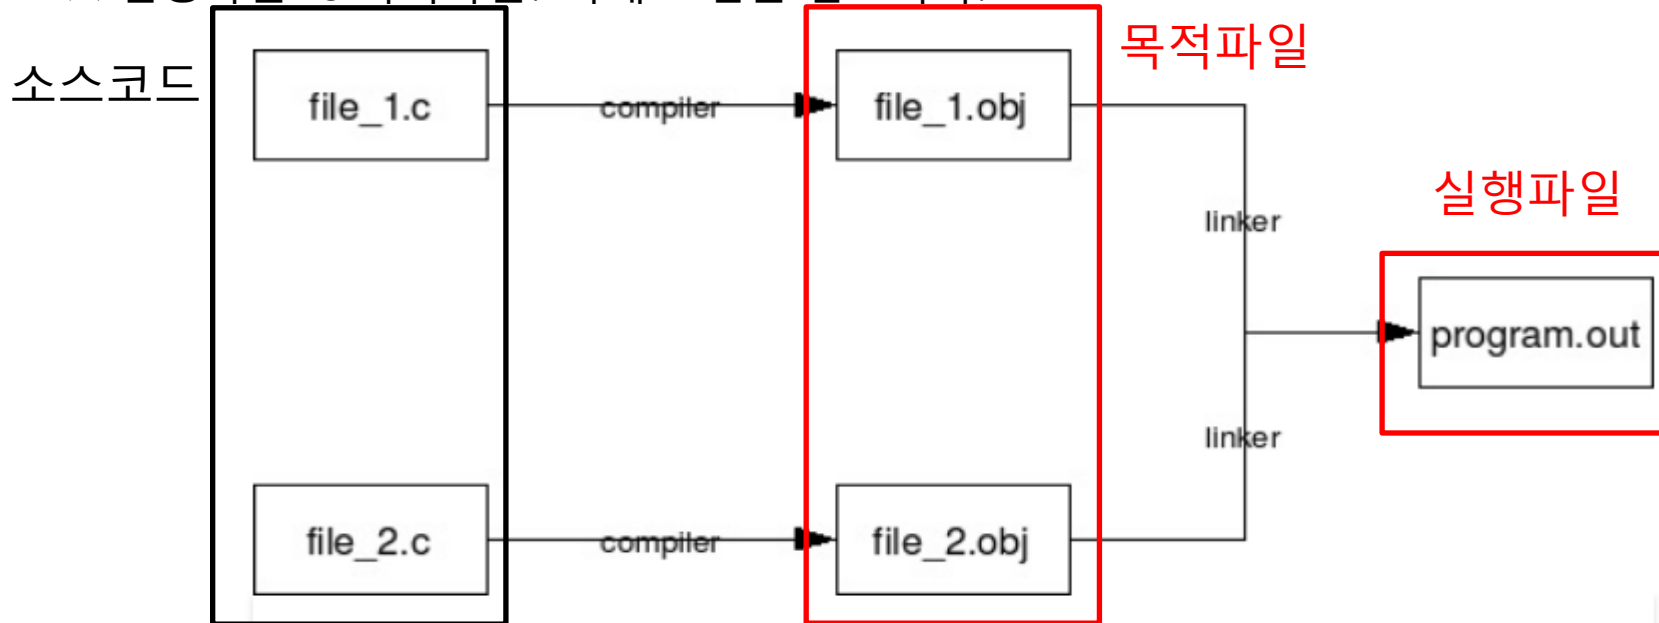 소스코드
file_1.c
compiler
file_1.obj
목적파일
linker
실행파일
program.out
linker
file_2.c
compiler
file_2.obj